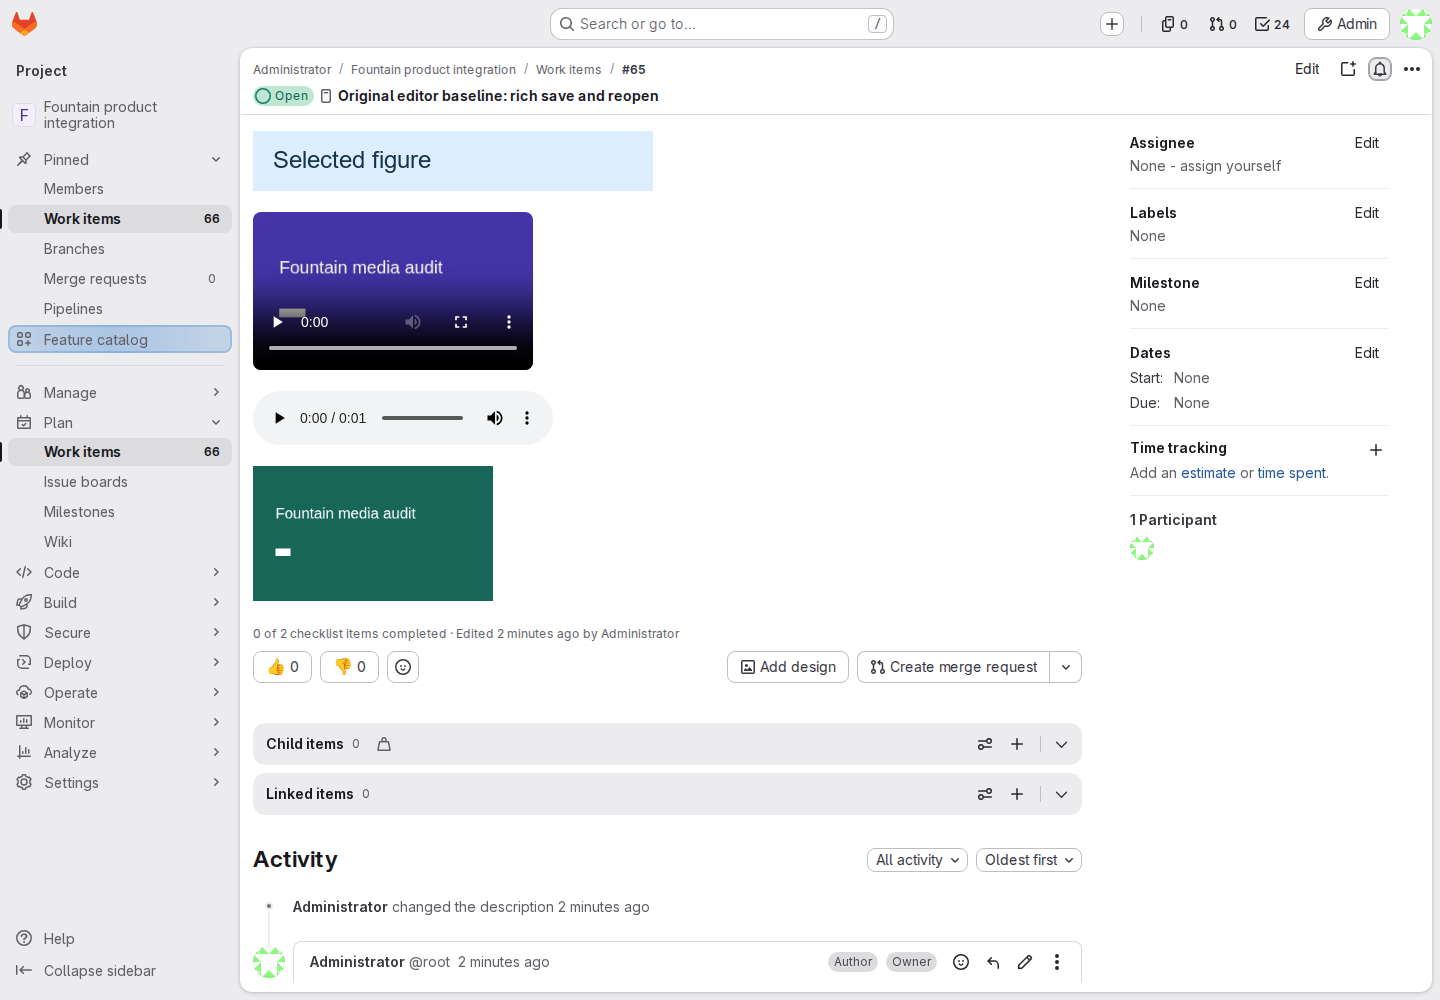 Search or go to...
/
0
0
24
Admin
Project
F
Fountain product
integration
Pinned
Members
Work items 66
Branches
Merge requests 0
Pipelines
Feature catalog
Manage
Plan
Work items 66
Issue boards
Milestones
Wiki
Code
Build
Secure
Deploy
Operate
Monitor
Analyze
Settings
Help
Collapse sidebar
Administrator / Fountain product integration / Work items / #65
Edit
Open Original editor baseline: rich save and reopen
Selected figure
Fountain media audit
0:00
0:00 / 0:01
Fountain media audit
0 of 2 checklist items completed · Edited 2 minutes ago by Administrator
👍 0
👎 0
Add design
Create merge request
Child items 0
Linked items 0
Activity
All activity
Oldest first
Administrator changed the description 2 minutes ago
Administrator @root 2 minutes ago
Author
Owner
Assignee
Edit
None - assign yourself
Labels
Edit
None
Milestone
Edit
None
Dates
Edit
Start: None
Due: None
Time tracking
Add an estimate or time spent.
1 Participant